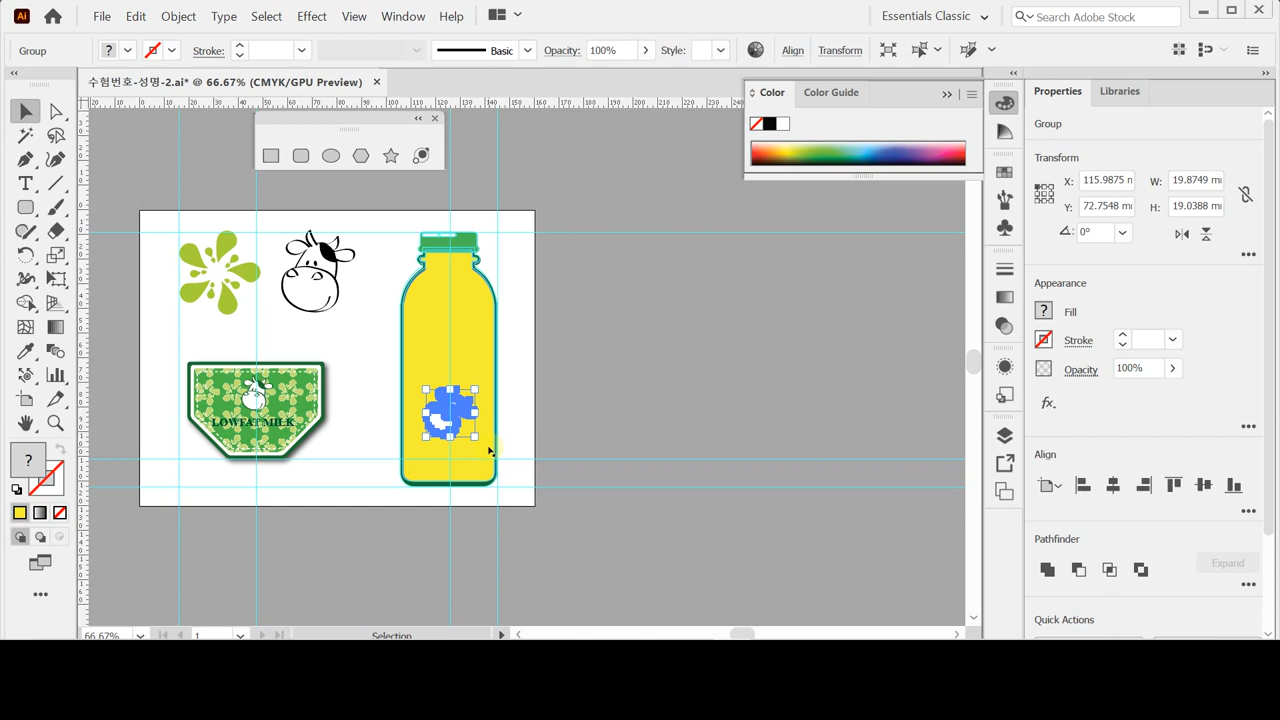 Ai File Edit Object Type Select Effect View Window Help Essentials Classic Search Adobe Stock
Group ? Stroke: Basic Opacity: 100% Style: Align Transform
수험번호-성명-2.ai* @ 66.67% (CMYK/GPU Preview) ×
Color Color Guide
Properties Libraries
Group
Transform
X: 115.9875 m W: 19.8749 m
Y: 72.7548 m H: 19.0388 m
0°
Appearance
? Fill
Stroke
Opacity 100%
fx.
Align
Pathfinder
Expand
Quick Actions
LOWFAT MILK
?
66.67% 1 Selection